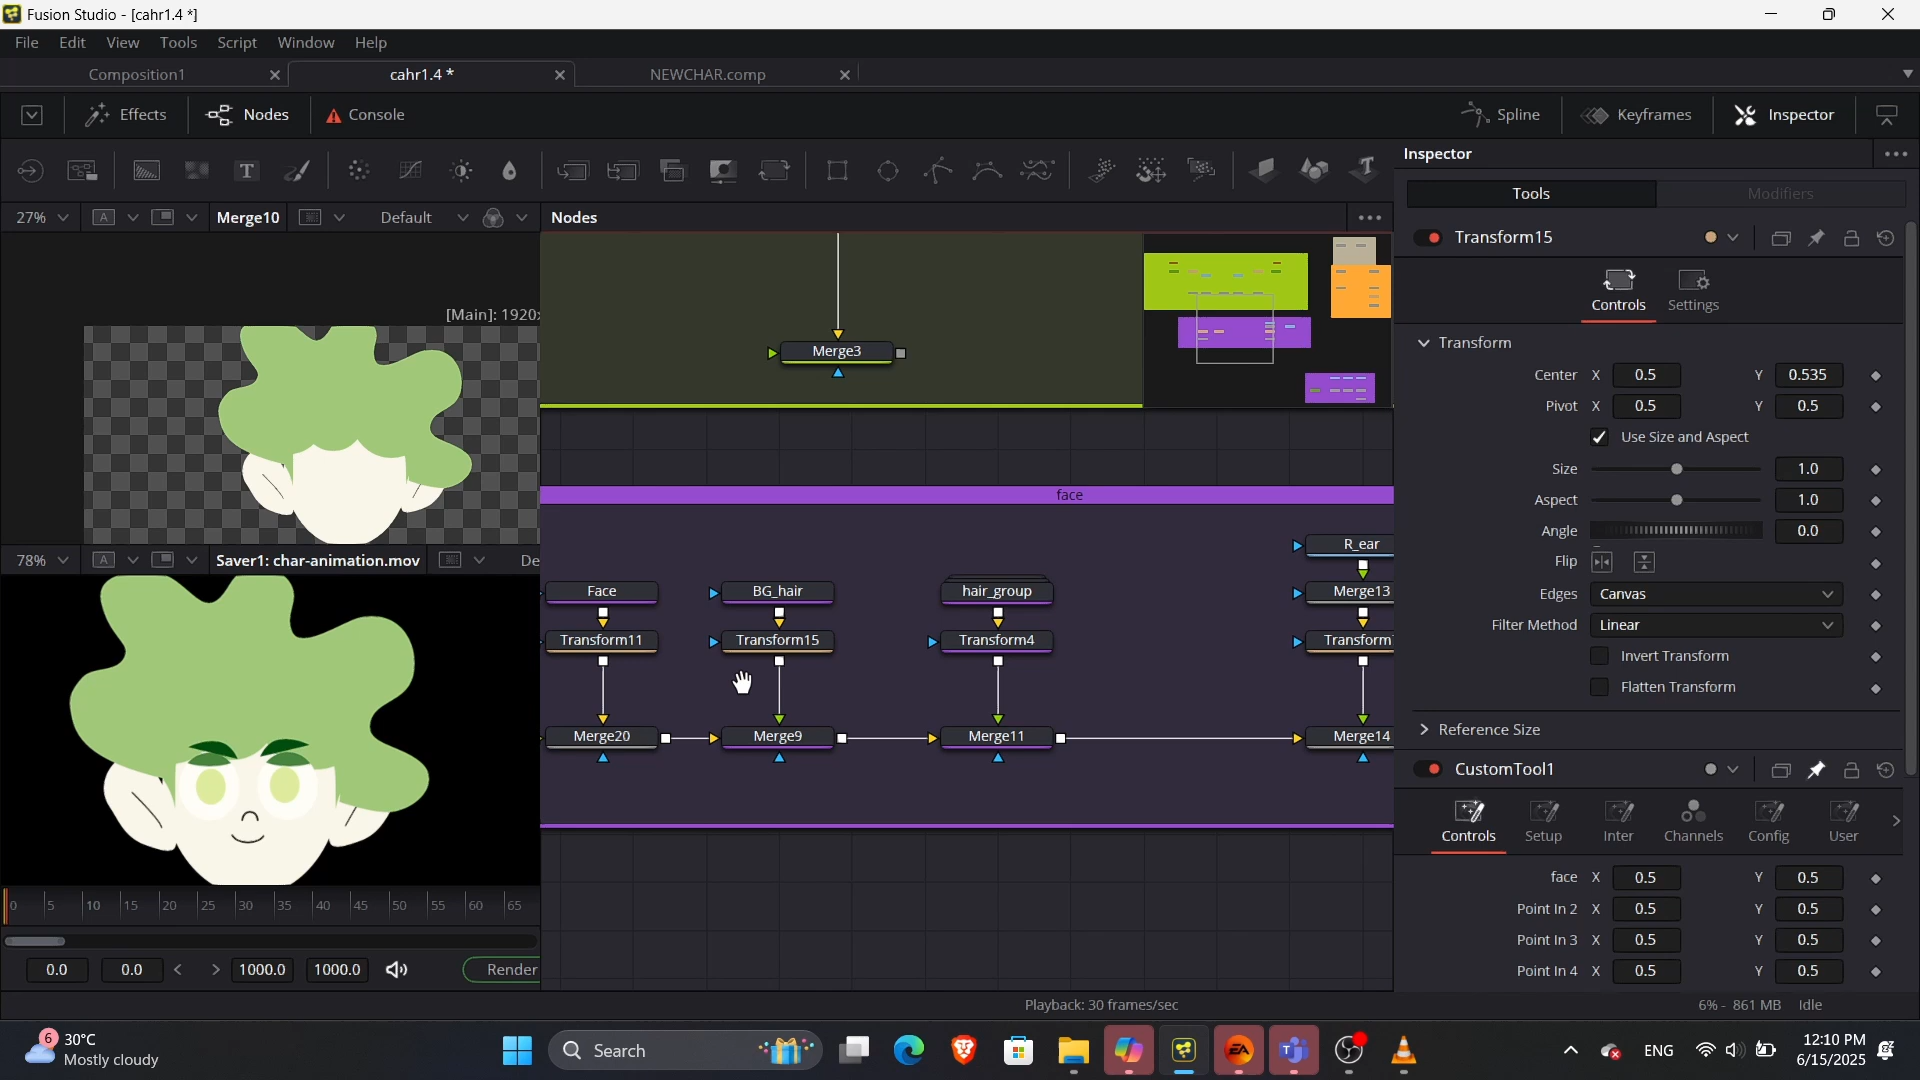 Fusion Studio - [cahr1.4 *]
File Edit View Tools Script Window Help
Composition1 cahr1.4 * NEWCHAR.comp
Effects Nodes Console Spline Keyframes Inspector
Inspector
Tools Modifiers
27% A Merge10 Default Nodes
Transform15
Controls Settings
[Main]: 1920x
Merge3
Transform
Center X 0.5 Y 0.535
Pivot X 0.5 Y 0.5
Use Size and Aspect
Size 1.0
Aspect 1.0
Angle 0.0
Flip
Edges Canvas
Filter Method Linear
Invert Transform
Flatten Transform
Reference Size
face
R_ear
Face BG_hair hair_group Merge13
Transform11 Transform15 Transform4 Transform
Merge20 Merge9 Merge11 Merge14
78% A Saver1: char-animation.mov De
CustomTool1
Controls Setup Inter Channels Config User
face X 0.5 Y 0.5
Point In 2 X 0.5 Y 0.5
Point In 3 X 0.5 Y 0.5
Point In 4 X 0.5 Y 0.5
0 5 10 15 20 25 30 35 40 45 50 55 60 65
0.0 0.0 < > 1000.0 1000.0 Render
Playback: 30 frames/sec 6% - 861 MB Idle
6 30°C
Mostly cloudy
Search
EA
ENG
12:10 PM
6/15/2025